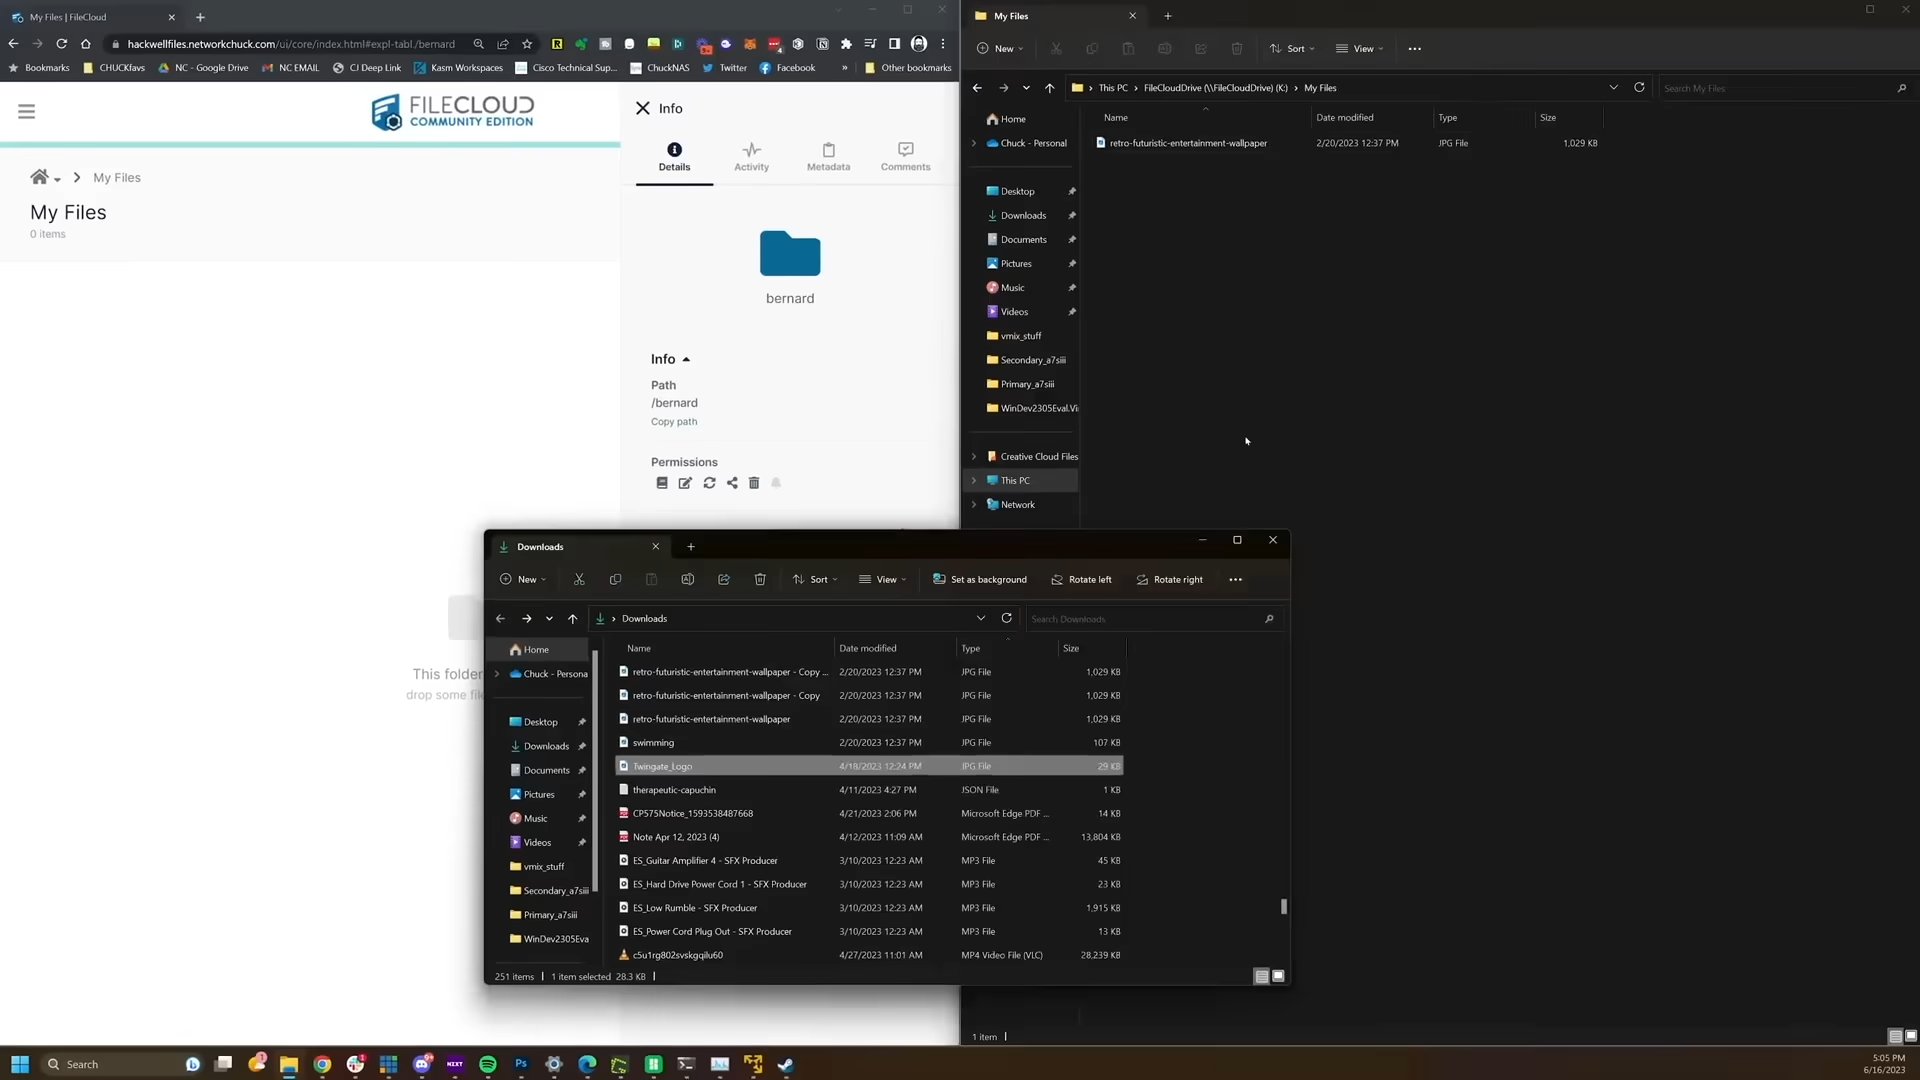 My Files | FileCloud
hackwellfiles.networkchuck.com/ui/core/index.html#expl-tabl./bernard
Bookmarks
CHUCKfavs
NC - Google Drive
NC EMAIL
CJ Deep Link
Kasm Workspaces
Cisco Technical Sup...
ChuckNAS
Twitter
Facebook
»
Other bookmarks
FILECLOUD
COMMUNITY EDITION
My Files
My Files
0 items
This folder
drop some file
Info
Details
Activity
Metadata
Comments
bernard
Info
Path
/bernard
Copy path
Permissions
My Files
New
Sort
View
This PC > FileCloudDrive (\\FileCloudDrive) (K:) > My Files
Search My Files
Name
Date modified
Type
Size
retro-futuristic-entertainment-wallpaper
2/20/2023 12:37 PM
JPG File
1,029 KB
Home
Chuck - Personal
Desktop
Downloads
Documents
Pictures
Music
Videos
vmix_stuff
Secondary_a7siii
Primary_a7siii
WinDev2305Eval.Vi
Creative Cloud Files
This PC
Network
1 item
Downloads
New
Sort
View
Set as background
Rotate left
Rotate right
Downloads
Search Downloads
Home
Chuck - Persona
Desktop
Downloads
Documents
Pictures
Music
Videos
vmix_stuff
Secondary_a7siii
Primary_a7siii
WinDev2305Eva
Name Date modified Type Size
retro-futuristic-entertainment-wallpaper - Copy ... 2/20/2023 12:37 PM JPG File 1,029 KB
retro-futuristic-entertainment-wallpaper - Copy 2/20/2023 12:37 PM JPG File 1,029 KB
retro-futuristic-entertainment-wallpaper 2/20/2023 12:37 PM JPG File 1,029 KB
swimming 2/20/2023 12:37 PM JPG File 107 KB
Twingate_Logo 4/18/2023 12:24 PM JPG File 29 KB
therapeutic-capuchin 4/11/2023 4:27 PM JSON File 1 KB
CP575Notice_1593538487668 4/21/2023 2:06 PM Microsoft Edge PDF ... 14 KB
Note Apr 12, 2023 (4) 4/12/2023 11:09 AM Microsoft Edge PDF ... 13,804 KB
ES_Guitar Amplifier 4 - SFX Producer 3/10/2023 12:23 AM MP3 File 45 KB
ES_Hard Drive Power Cord 1 - SFX Producer 3/10/2023 12:23 AM MP3 File 23 KB
ES_Low Rumble - SFX Producer 3/10/2023 12:23 AM MP3 File 1,915 KB
ES_Power Cord Plug Out - SFX Producer 3/10/2023 12:23 AM MP3 File 13 KB
c5u1rg802svskgqilu60 4/27/2023 11:01 AM MP4 Video File (VLC) 28,239 KB
251 items | 1 item selected 28.3 KB |
Search
NZXT
Ps
5:05 PM
6/16/2023